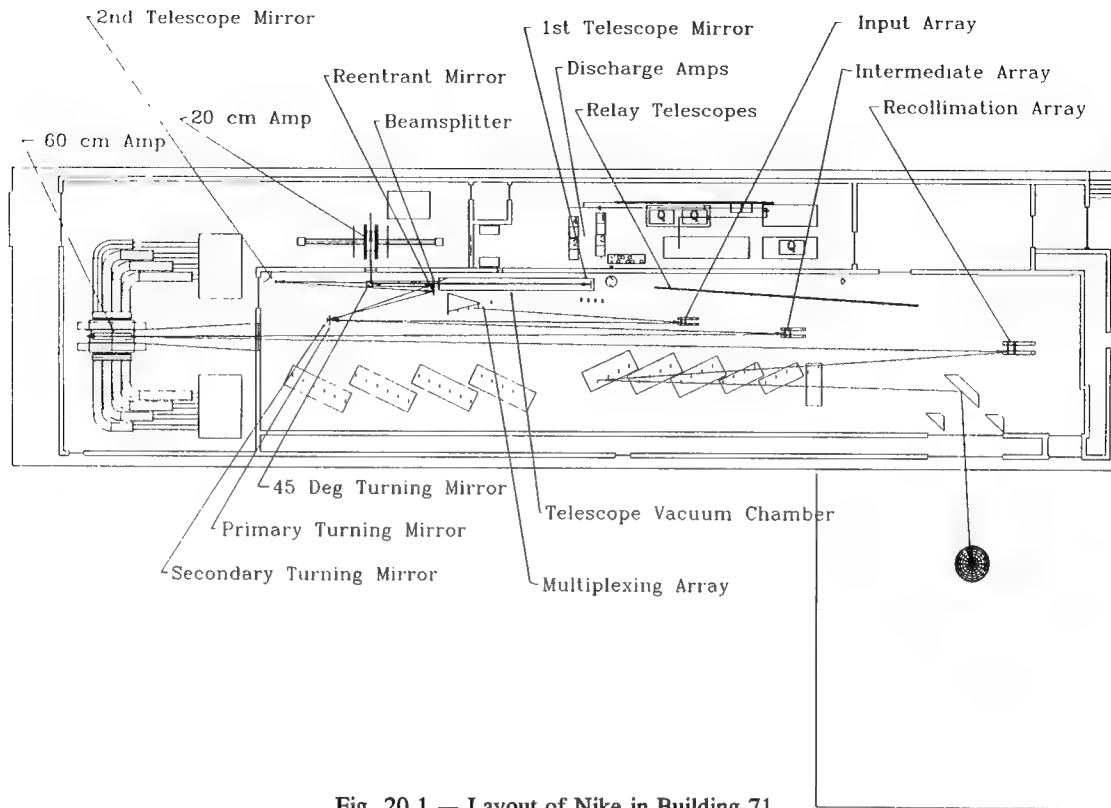 2nd Telescope Mirror
1st Telescope Mirror
Input Array
Reentrant Mirror
Discharge Amps
Intermediate Array
20 cm Amp
Beamsplitter
Relay Telescopes
Recollimation Array
60 cm Amp
Q Q
Q
45 Deg Turning Mirror
Telescope Vacuum Chamber
Primary Turning Mirror
Secondary Turning Mirror
Multiplexing Array
Fig. 20.1 — Layout of Nike in Building 71